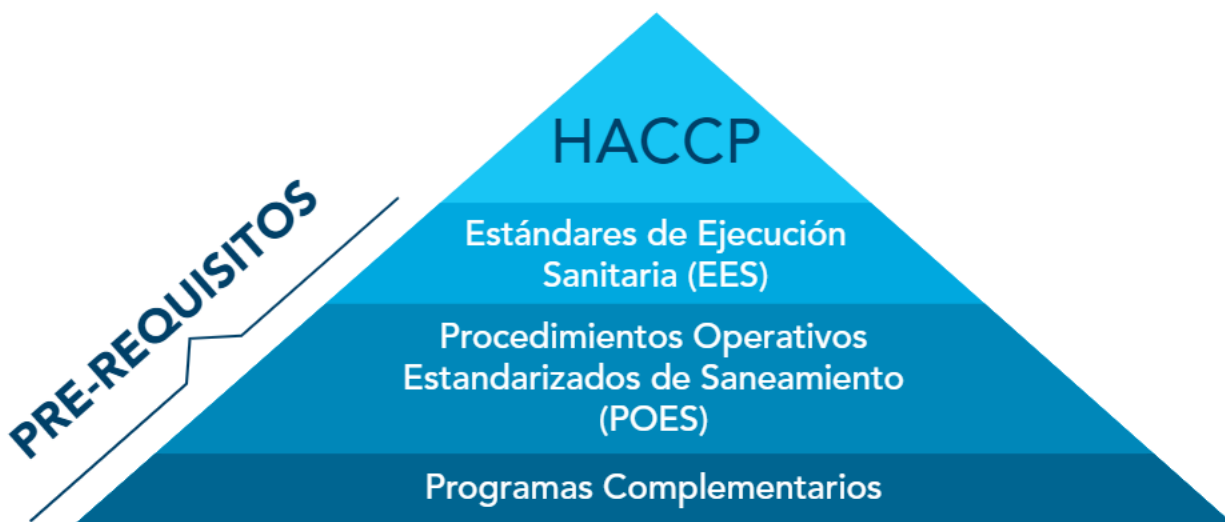 HACCP
Estándares de Ejecución
Sanitaria (EES)
PRE-REQUISITOS
Procedimientos Operativos
Estandarizados de Saneamiento
(POES)
Programas Complementarios